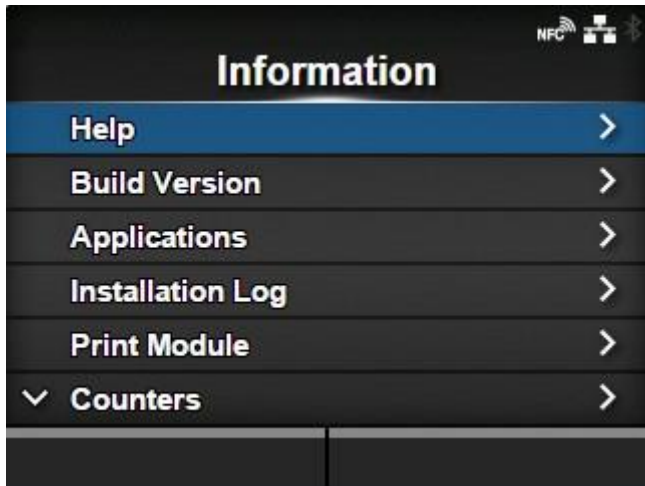 NFC
Information
Help
Build Version
Applications
Installation Log
Print Module
Counters